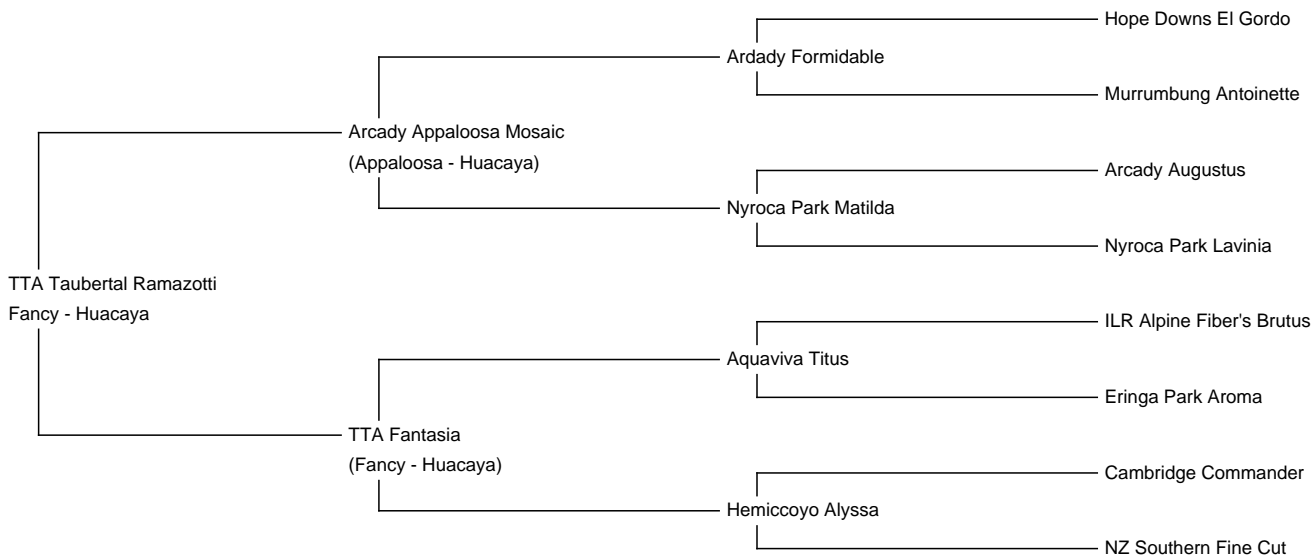 Hope Downs El Gordo
Ardady Formidable
Murrumbung Antoinette
Arcady Appaloosa Mosaic
(Appaloosa - Huacaya)
Arcady Augustus
Nyroca Park Matilda
Nyroca Park Lavinia
TTA Taubertal Ramazotti
Fancy - Huacaya
ILR Alpine Fiber's Brutus
Aquaviva Titus
Eringa Park Aroma
TTA Fantasia
(Fancy - Huacaya)
Cambridge Commander
Hemiccoyo Alyssa
NZ Southern Fine Cut